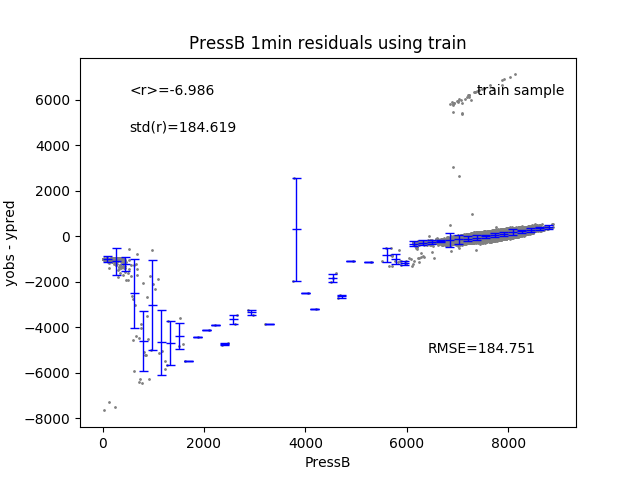 PressB 1min residuals using train
<r>=-6.986
train sample
std(r)=184.619
RMSE=184.751
yobs - ypred
6000
4000
2000
0
−2000
−4000
−6000
−8000
0 2000 4000 6000 8000
PressB